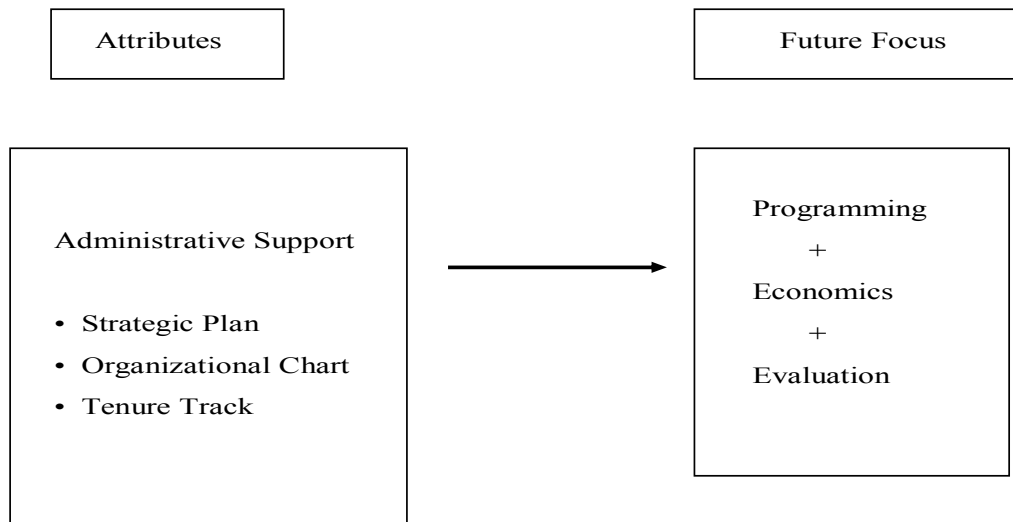 Attributes
Future Focus
Administrative Support
• Strategic Plan
• Organizational Chart
• Tenure Track
Programming
+
Economics
+
Evaluation